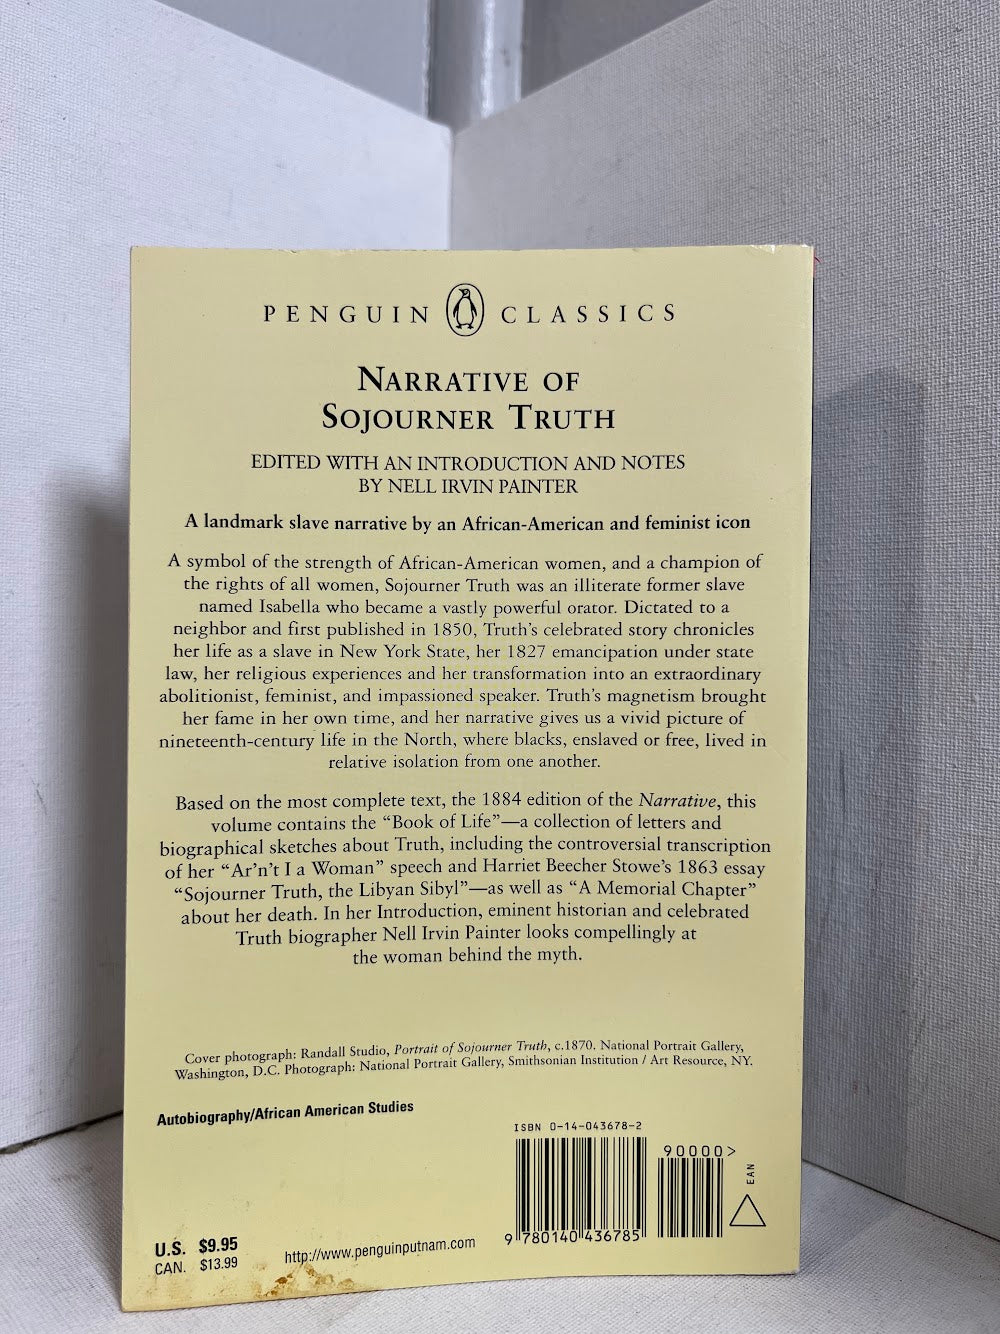 PENGUIN CLASSICS
NARRATIVE OF
SOJOURNER TRUTH
EDITED WITH AN INTRODUCTION AND NOTES
BY NELL IRVIN PAINTER
A landmark slave narrative by an African-American and feminist icon
A symbol of the strength of African-American women, and a champion of
the rights of all women, Sojourner Truth was an illiterate former slave
named Isabella who became a vastly powerful orator. Dictated to a
neighbor and first published in 1850, Truth's celebrated story chronicles
her life as a slave in New York State, her 1827 emancipation under state
law, her religious experiences and her transformation into an extraordinary
abolitionist, feminist, and impassioned speaker. Truth's magnetism brought
her fame in her own time, and her narrative gives us a vivid picture of
nineteenth-century life in the North, where blacks, enslaved or free, lived in
relative isolation from one another.
Based on the most complete text, the 1884 edition of the Narrative, this
volume contains the "Book of Life"—a collection of letters and
biographical sketches about Truth, including the controversial transcription
of her "Ar'n't I a Woman" speech and Harriet Beecher Stowe's 1863 essay
"Sojourner Truth, the Libyan Sibyl"—as well as "A Memorial Chapter"
about her death. In her Introduction, eminent historian and celebrated
Truth biographer Nell Irvin Painter looks compellingly at
the woman behind the myth.
Cover photograph: Randall Studio, Portrait of Sojourner Truth, c.1870. National Portrait Gallery,
Washington, D.C. Photograph: National Portrait Gallery, Smithsonian Institution / Art Resource, NY.
Autobiography/African American Studies
ISBN 0-14-043678-2
90000>
EAN
9 780140 436785
U.S. $9.95
CAN. $13.99
http://www.penguinputnam.com